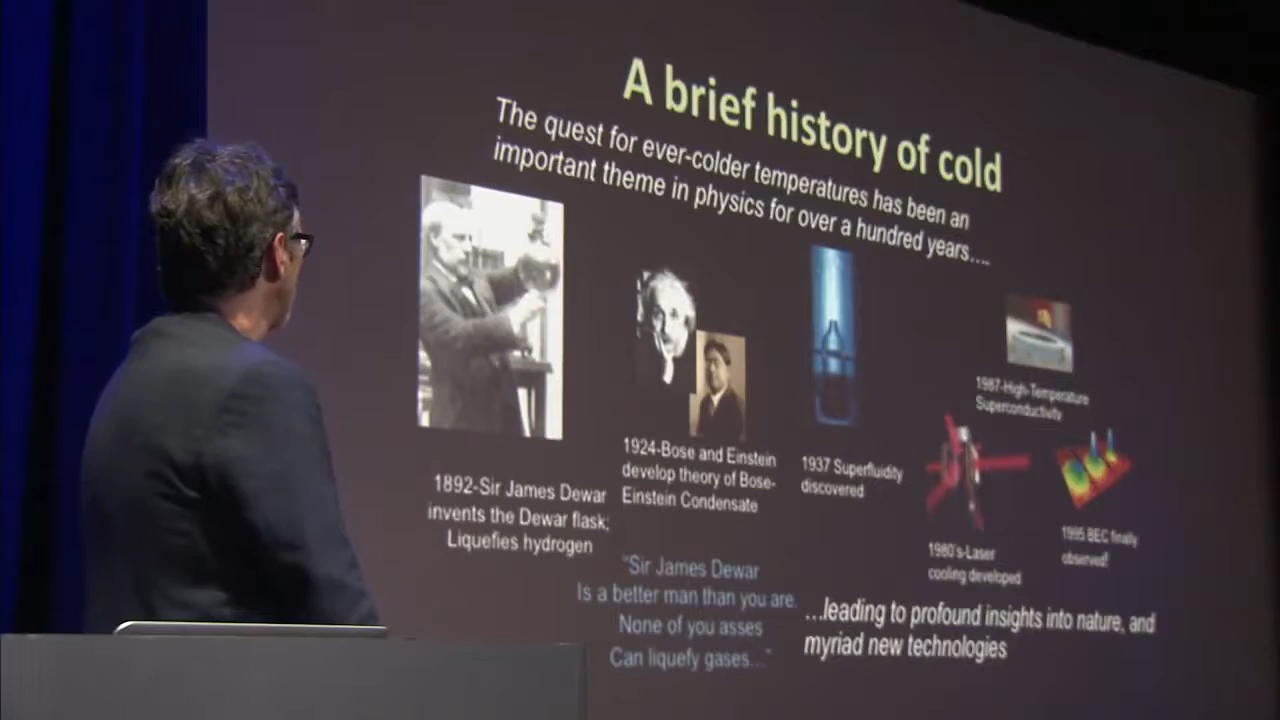 A brief history of cold
The quest for ever-colder temperatures has been an
important theme in physics for over a hundred years....
1892-Sir James Dewar
invents the Dewar flask;
Liquefies hydrogen
1924-Bose and Einstein
develop theory of Bose-
Einstein Condensate
1937 Superfluidity
discovered
1987-High-Temperature
Superconductivity
1980's-Laser
cooling developed
1995 BEC finally
observed!
"Sir James Dewar
Is a better man than you are.
None of you asses
Can liquefy gases..."
...leading to profound insights into nature, and
myriad new technologies